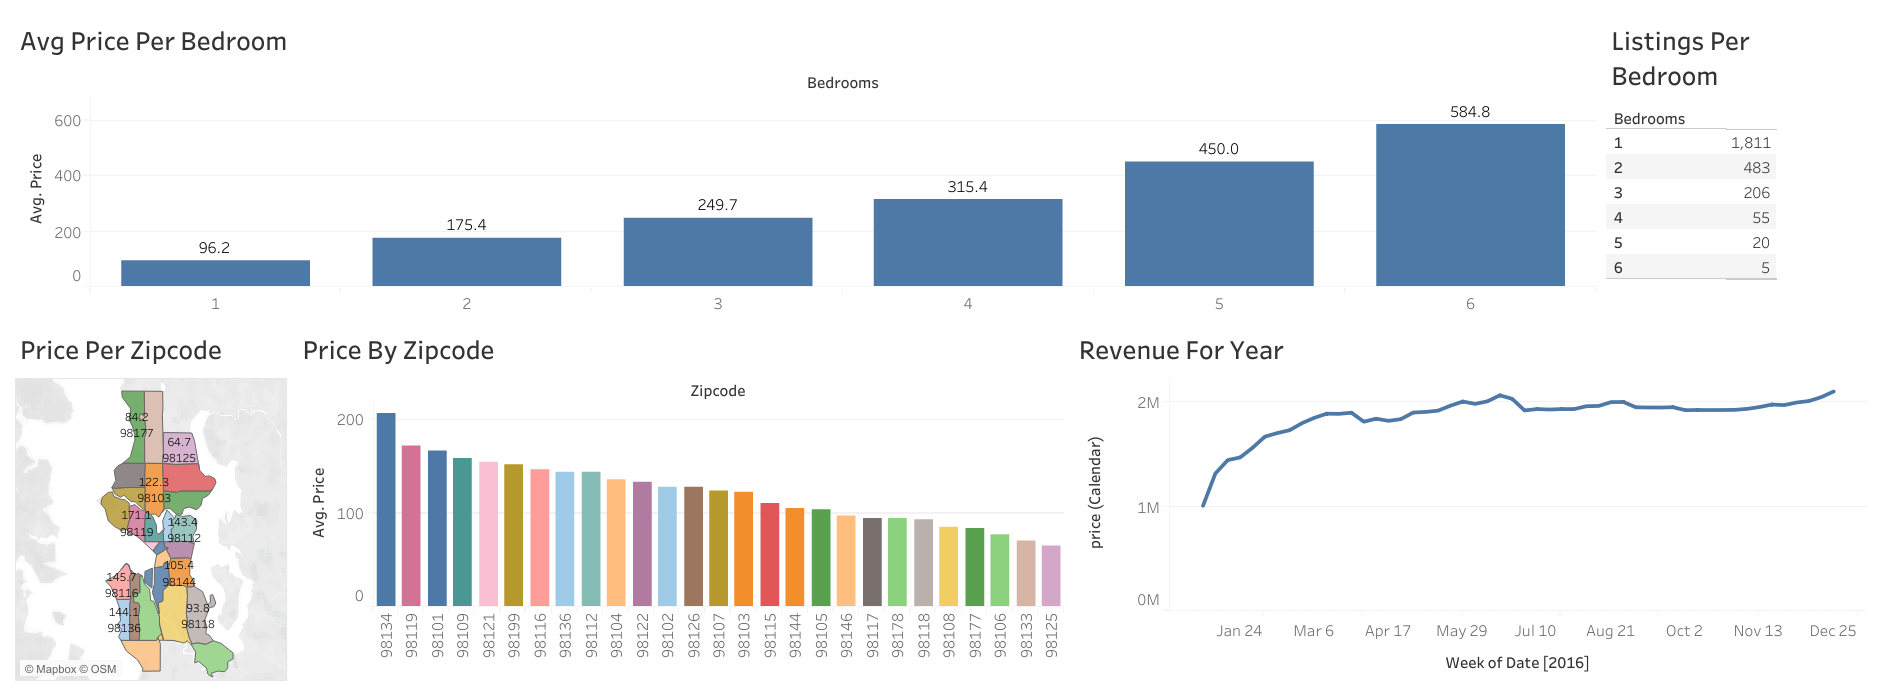 Avg Price Per Bedroom
Bedrooms
Avg. Price
600
400
200
0
96.2
175.4
249.7
315.4
450.0
584.8
1
2
3
4
5
6
Listings Per
Bedroom
Bedrooms
1 1,811
2 483
3 206
4 55
5 20
6 5
Price Per Zipcode
84.2
98177
64.7
98125
122.3
98103
171.1
98119
143.4
98112
105.4
98144
145.7
98116
144.1
98136
93.8
98118
© Mapbox © OSM
Price By Zipcode
Zipcode
Avg. Price
200
100
0
98134
98119
98101
98109
98121
98199
98116
98136
98112
98104
98122
98102
98126
98107
98103
98115
98144
98105
98146
98117
98178
98118
98108
98177
98106
98133
98125
Revenue For Year
price (Calendar)
2M
1M
0M
Jan 24
Mar 6
Apr 17
May 29
Jul 10
Aug 21
Oct 2
Nov 13
Dec 25
Week of Date [2016]